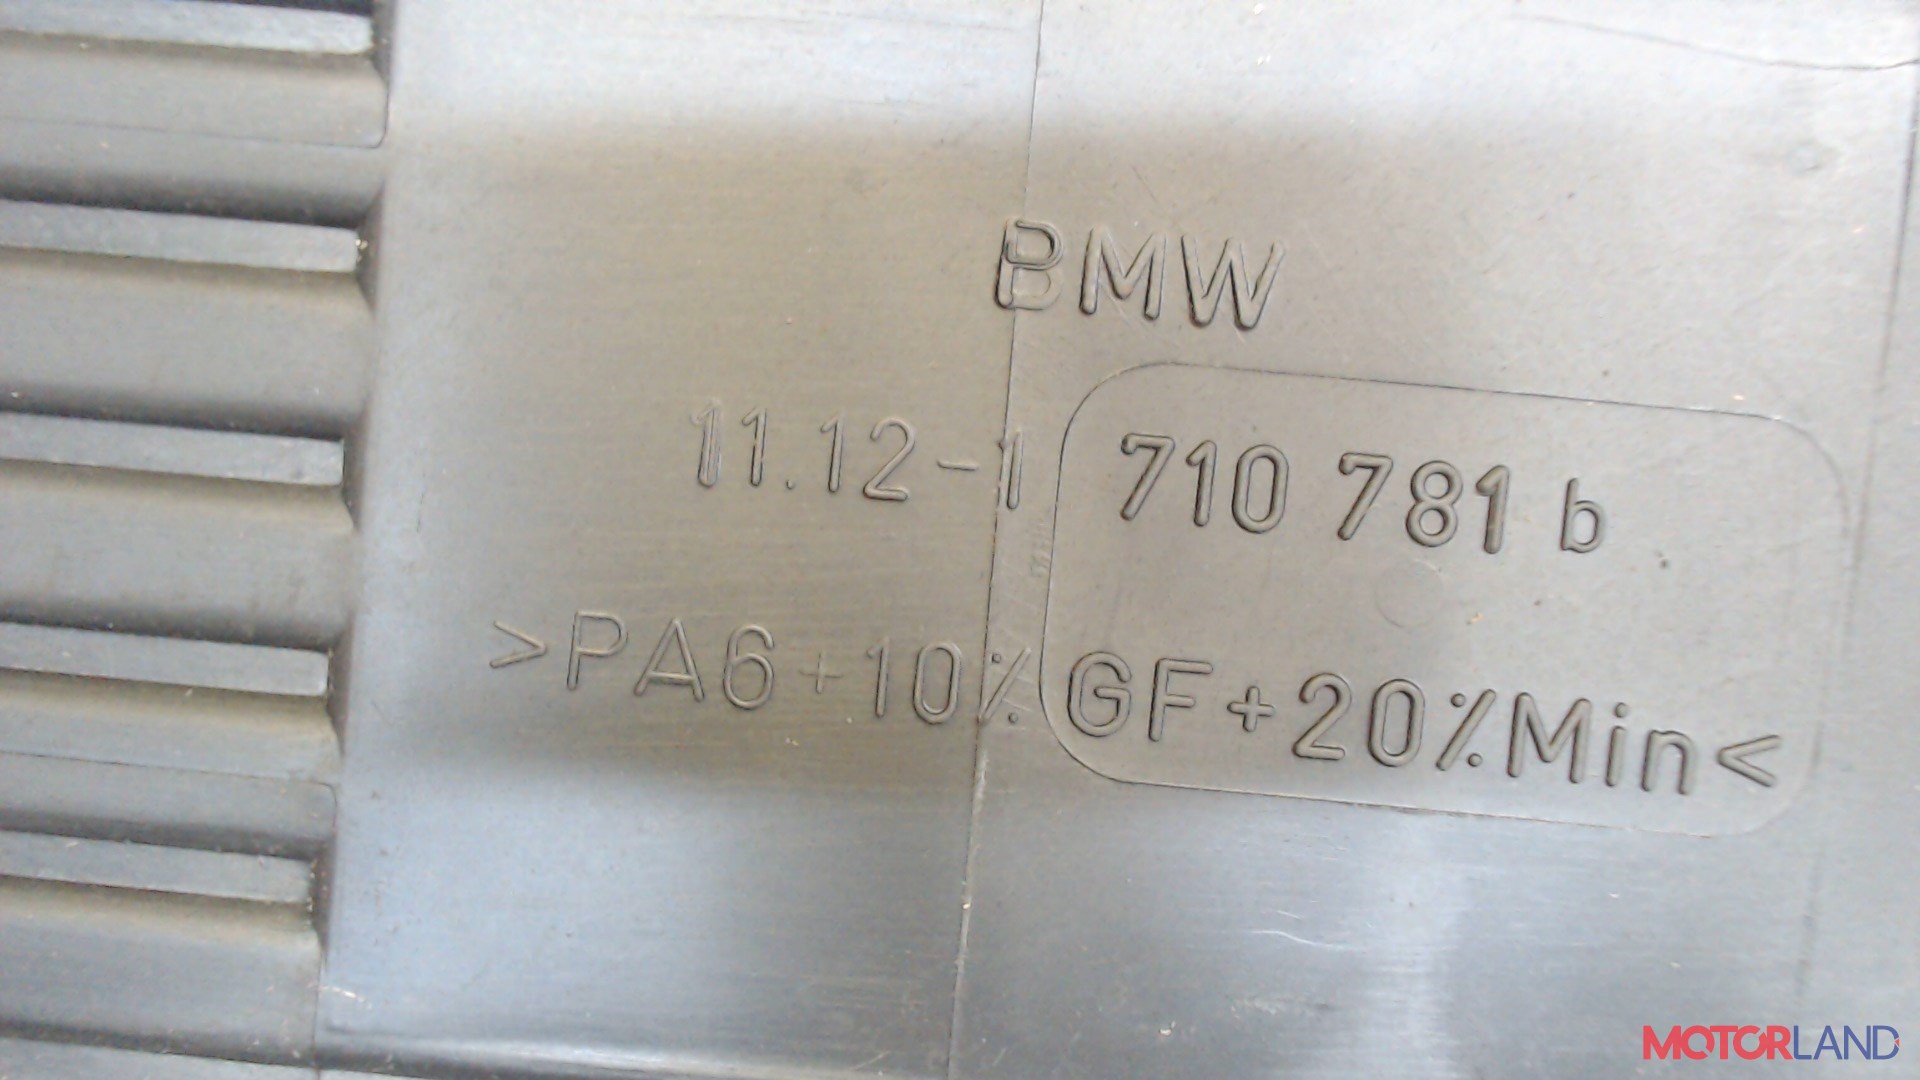 BMW
11.12-1 710 781 b
>PA6+10%GF+20%Min<
MOTORLAND